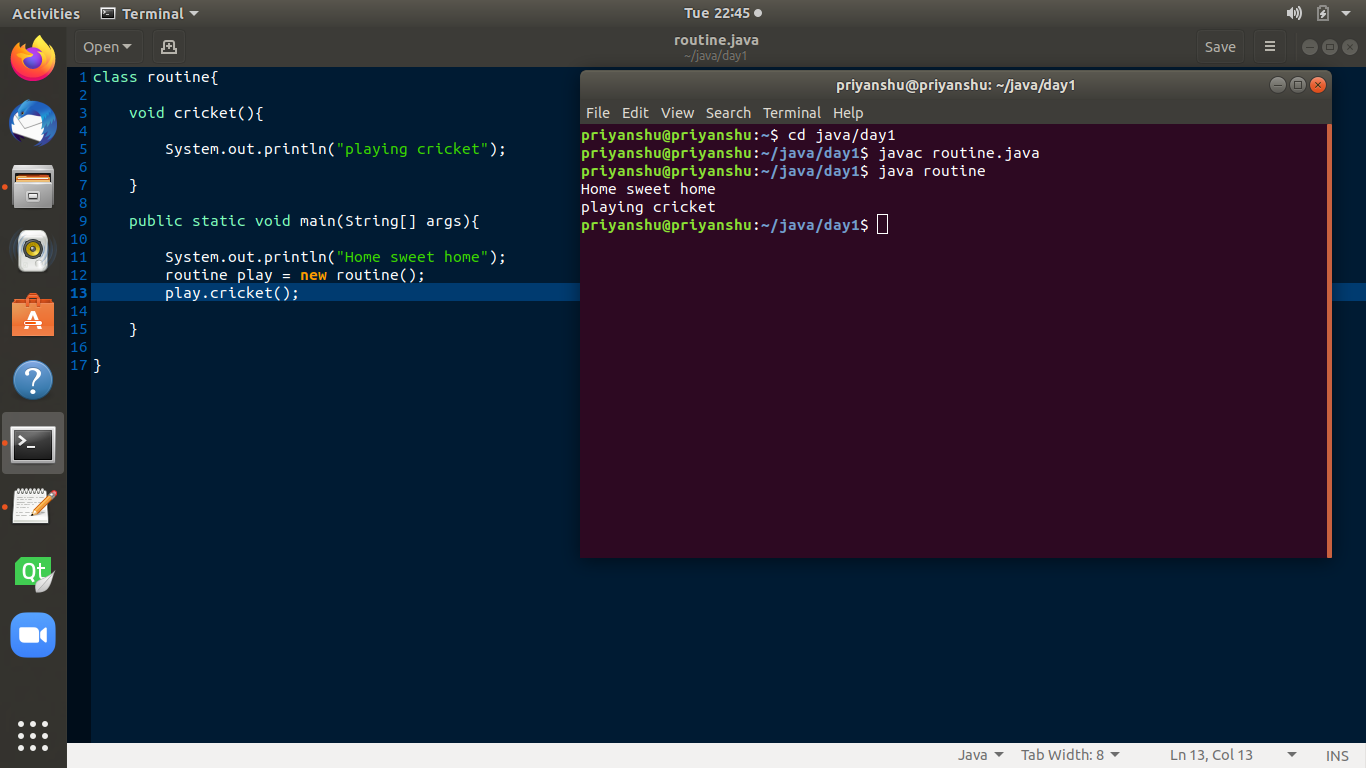 Activities Terminal Tue 22:45
Open routine.java Save
~/java/day1
1 class routine{
2
3 void cricket(){
4
5 System.out.println("playing cricket");
6
7 }
8
9 public static void main(String[] args){
10
11 System.out.println("Home sweet home");
12 routine play = new routine();
13 play.cricket();
14
15 }
16
17 }
priyanshu@priyanshu: ~/java/day1
File Edit View Search Terminal Help
priyanshu@priyanshu:~$ cd java/day1
priyanshu@priyanshu:~/java/day1$ javac routine.java
priyanshu@priyanshu:~/java/day1$ java routine
Home sweet home
playing cricket
priyanshu@priyanshu:~/java/day1$
A
?
>_
Qt
Java Tab Width: 8 Ln 13, Col 13 INS